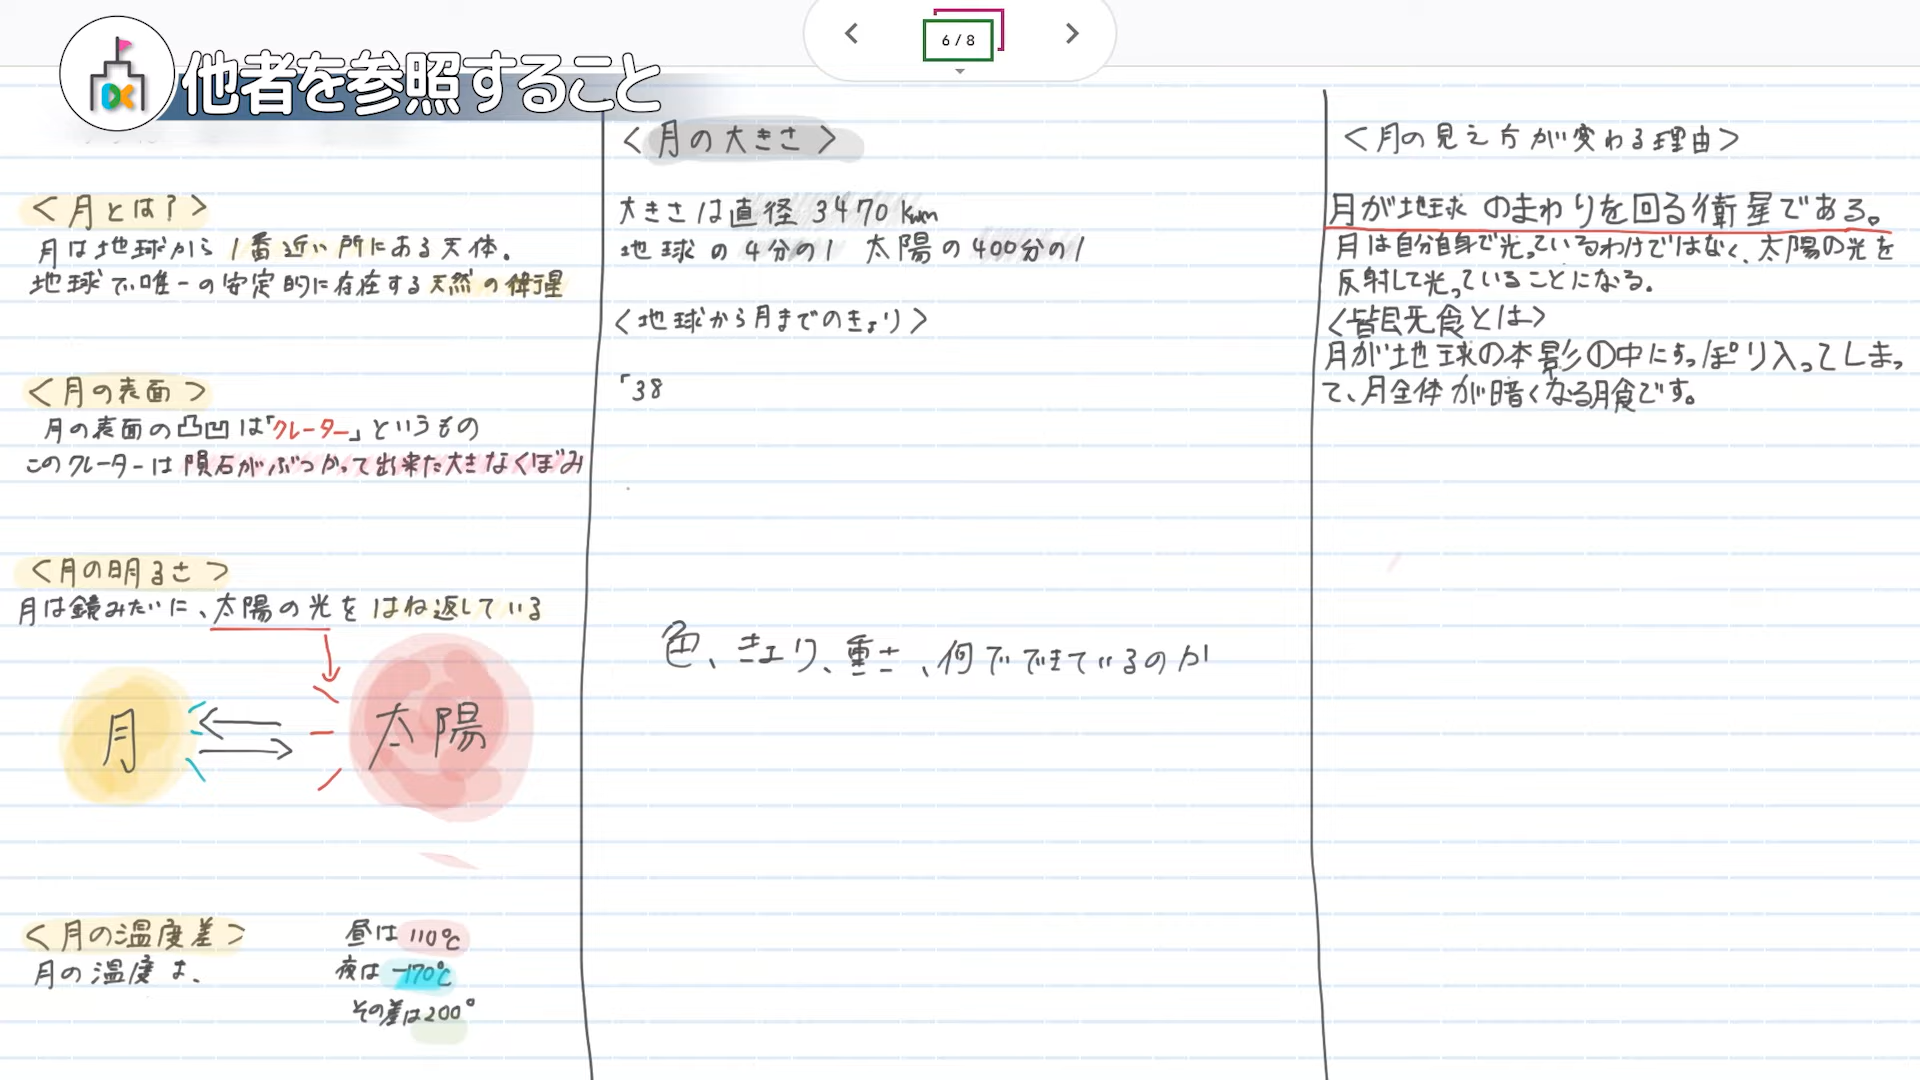 6 / 8
他者を参照すること
<月とは?>
月は地球から1番近い所にある天体。
地球で唯一の安定的に存在する天然の衛星
<月の表面>
月の表面の凸凹は「クレーター」というもの
このクレーターは隕石がぶつかって出来た大きなくぼみ
<月の明るさ>
月は鏡みたいに、太陽の光をはね返している
月
太陽
<月の温度差>
月の温度は、
昼は110℃
夜は-170℃
その差は200°
<月の大きさ>
大きさは直径3470km
地球の4分の1 太陽の400分の1
<地球から月までのきょり>
「38
色、きょり、重さ、何でできているのか
<月の見え方が変わる理由>
月が地球のまわりを回る衛星である。
月は自分自身で光っているわけではなく、太陽の光を
反射して光っていることになる。
<皆既月食とは>
月が地球の本影の中にすっぽり入ってしまっ
て、月全体が暗くなる月食です。